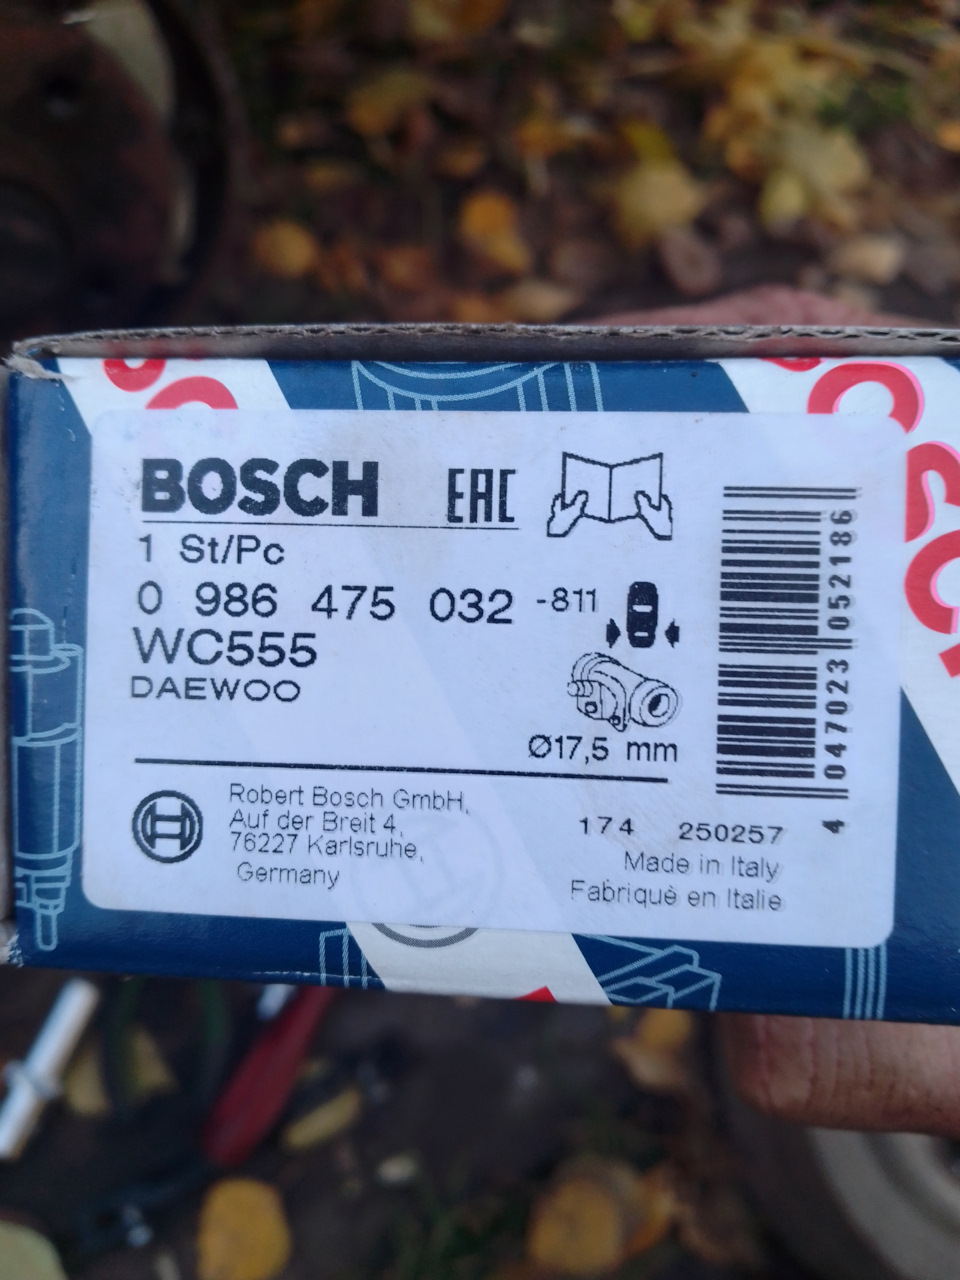 BOSCH EAC
1 St/Pc
0 986 475 032 -811
WC555
DAEWOO
Ø17,5 mm
Robert Bosch GmbH,
Auf der Breit 4,
76227 Karlsruhe,
Germany
174 250257
Made in Italy
Fabriqué en Italie
4 047023 052186